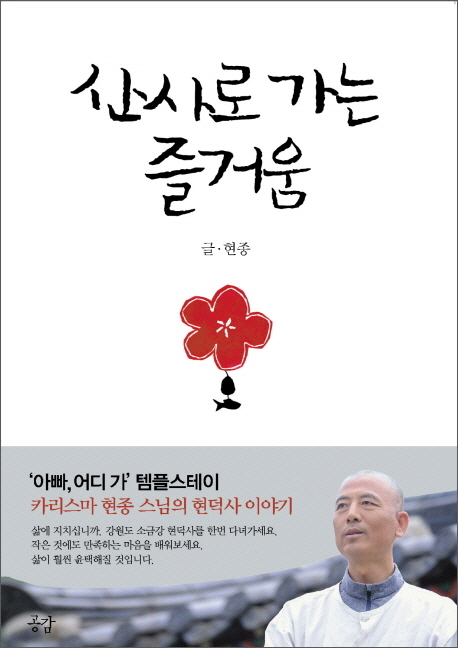 산사로 가는
즐거움
글·현종
‘아빠, 어디 가’ 템플스테이
카리스마 현종 스님의 현덕사 이야기
삶에 지치십니까, 강원도 소금강 현덕사를 한번 다녀가세요.
작은 것에도 만족하는 마음을 배워보세요.
삶이 훨씬 윤택해질 것입니다.
공감